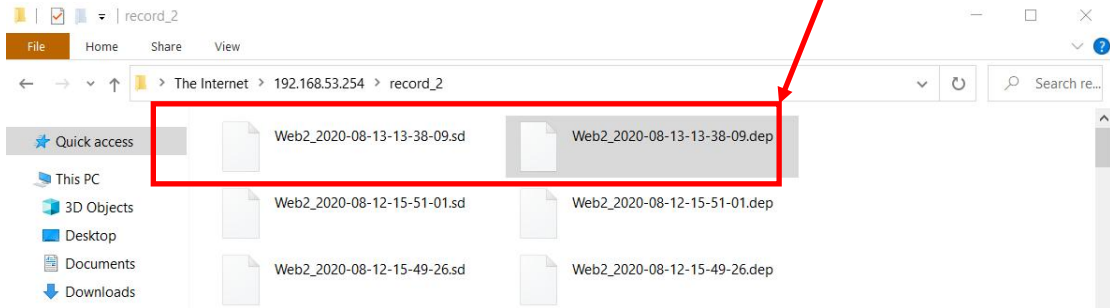 record_2
File Home Share View
The Internet > 192.168.53.254 > record_2 Search re...
Quick access
This PC
3D Objects
Desktop
Documents
Downloads
Web2_2020-08-13-13-38-09.sd Web2_2020-08-13-13-38-09.dep
Web2_2020-08-12-15-51-01.sd Web2_2020-08-12-15-51-01.dep
Web2_2020-08-12-15-49-26.sd Web2_2020-08-12-15-49-26.dep